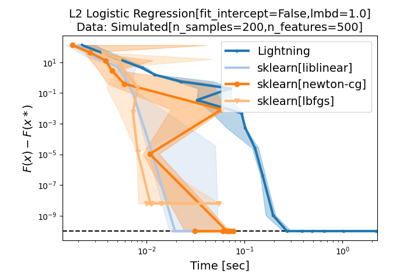 L2 Logistic Regression[fit_intercept=False,lmbd=1.0]
Data: Simulated[n_samples=200,n_features=500]
Lightning
sklearn[liblinear]
sklearn[newton-cg]
sklearn[lbfgs]
F(x) − F(x*)
10¹
10⁻¹
10⁻³
10⁻⁵
10⁻⁷
10⁻⁹
10⁻²
10⁻¹
10⁰
Time [sec]